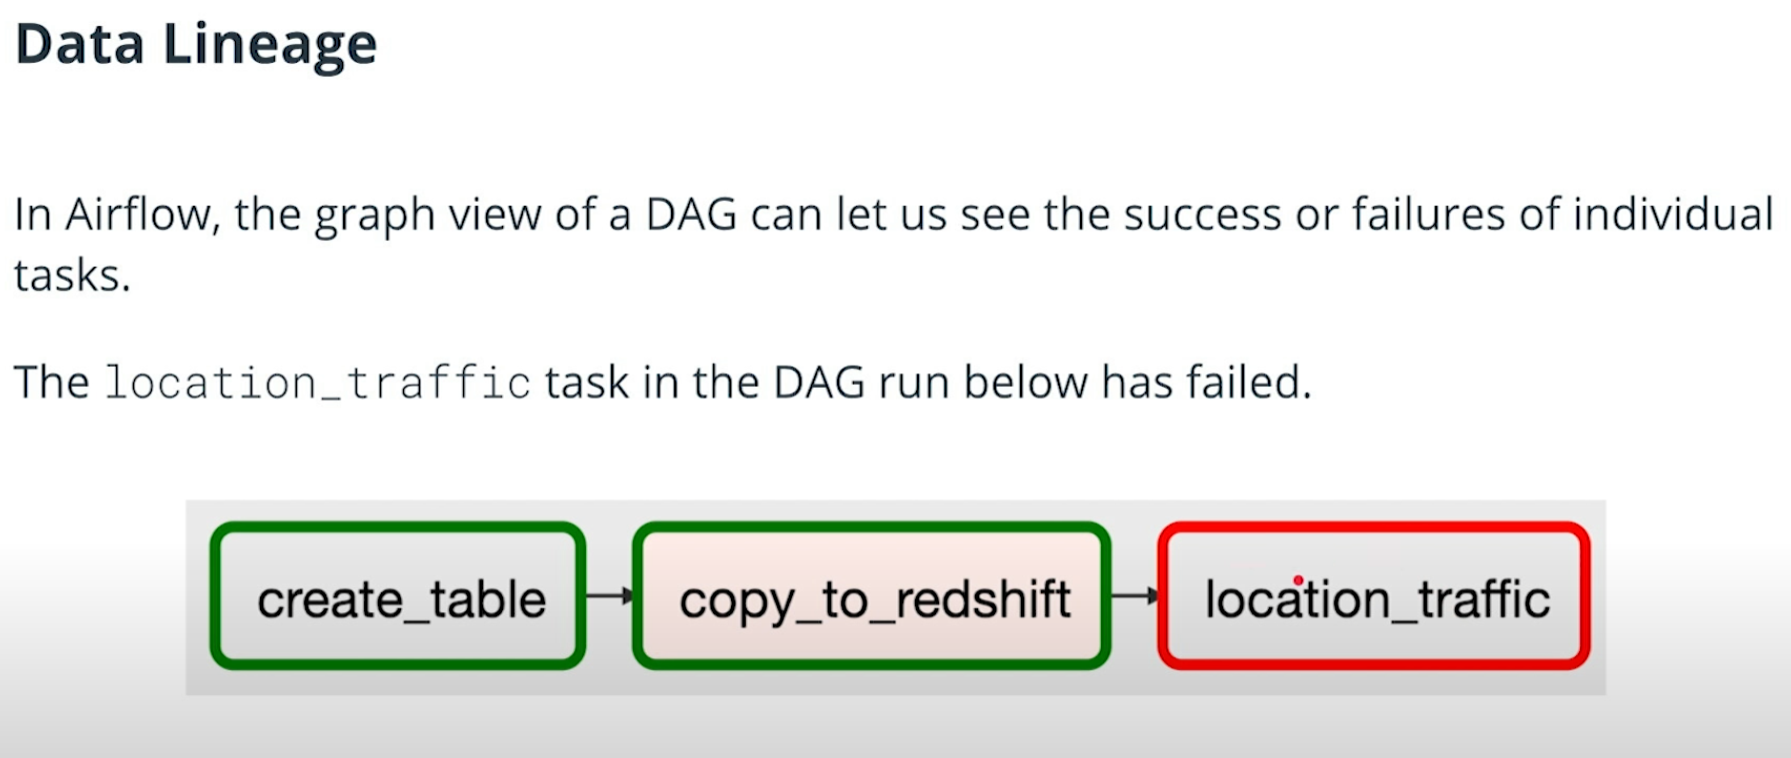 Data Lineage
In Airflow, the graph view of a DAG can let us see the success or failures of individual
tasks.
The location_traffic task in the DAG run below has failed.
create_table
copy_to_redshift
location_traffic